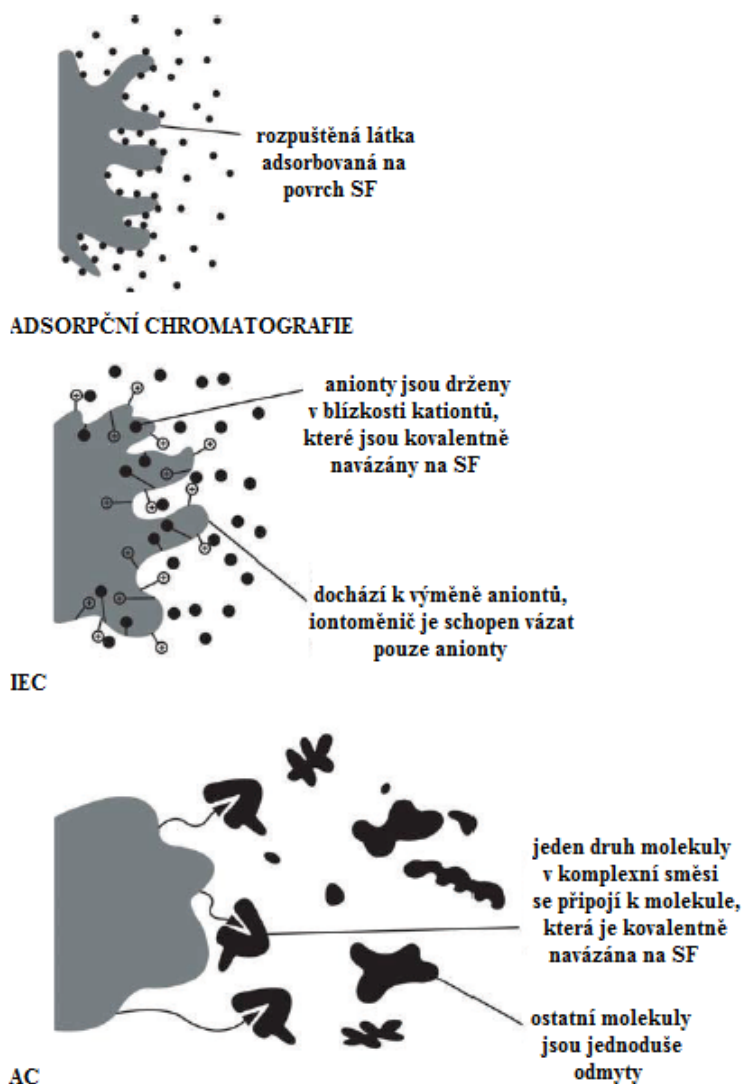 rozpuštěná látka
adsorbovaná na
povrch SF
ADSORPČNÍ CHROMATOGRAFIE
anionty jsou drženy
v blízkosti kationtů,
které jsou kovalentně
navázány na SF
dochází k výměně aniontů,
iontoměnič je schopen vázat
pouze anionty
IEC
jeden druh molekuly
v komplexní směsi
se připojí k molekule,
která je kovalentně
navázána na SF
ostatní molekuly
jsou jednoduše
odmyty
AC